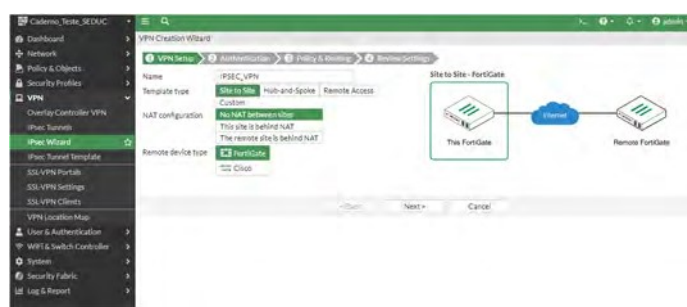 Caderno_Teste_SEDUC
admin
Dashboard
Network
Policy & Objects
Security Profiles
VPN
Overlay Controller VPN
IPsec Tunnels
IPsec Wizard
IPsec Tunnel Template
SSL-VPN Portals
SSL-VPN Settings
SSL-VPN Clients
VPN Location Map
User & Authentication
WiFi & Switch Controller
System
Security Fabric
Log & Report
VPN Creation Wizard
1 VPN Setup 2 Authentication 3 Policy & Routing 4 Review Settings
Name IPSEC_VPN
Template type Site to Site Hub-and-Spoke Remote Access
Custom
NAT configuration No NAT between sites
This site is behind NAT
The remote site is behind NAT
Remote device type FortiGate
Cisco
Site to Site - FortiGate
Internet
This FortiGate Remote FortiGate
< Back Next > Cancel